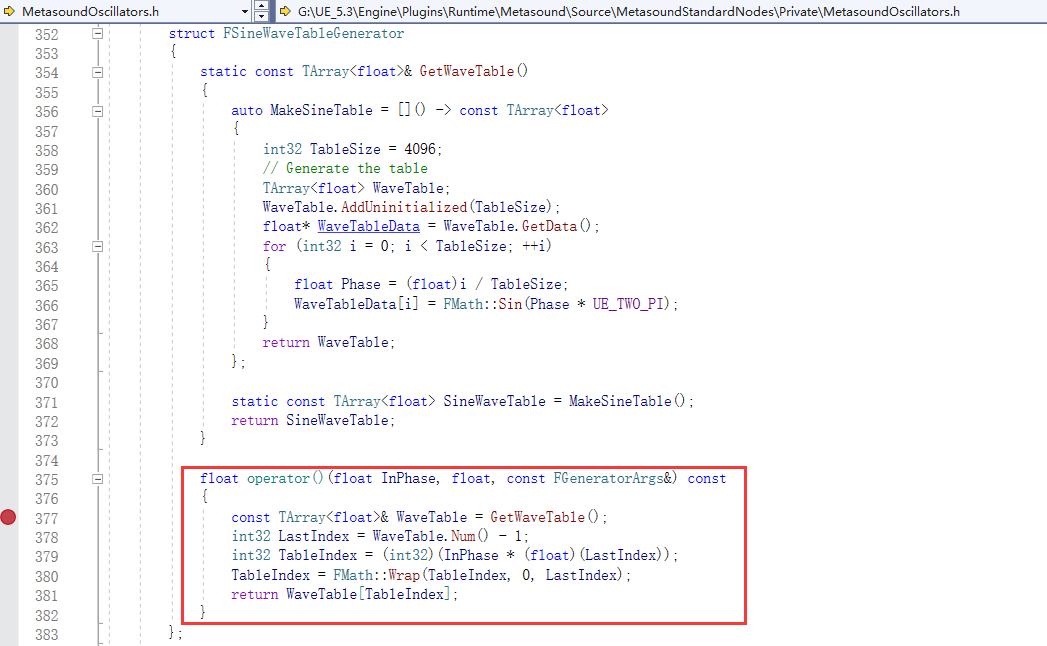 MetasoundOscillators.h G:\UE_5.3\Engine\Plugins\Runtime\Metasound\Source\MetasoundStandardNodes\Private\MetasoundOscillators.h
352 struct FSineWaveTableGenerator
353 {
354 static const TArray<float>& GetWaveTable()
355 {
356 auto MakeSineTable = []() -> const TArray<float>
357 {
358 int32 TableSize = 4096;
359 // Generate the table
360 TArray<float> WaveTable;
361 WaveTable.AddUninitialized(TableSize);
362 float* WaveTableData = WaveTable.GetData();
363 for (int32 i = 0; i < TableSize; ++i)
364 {
365 float Phase = (float)i / TableSize;
366 WaveTableData[i] = FMath::Sin(Phase * UE_TWO_PI);
367 }
368 return WaveTable;
369 };
370
371 static const TArray<float> SineWaveTable = MakeSineTable();
372 return SineWaveTable;
373 }
374
375 float operator()(float InPhase, float, const FGeneratorArgs&) const
376 {
377 const TArray<float>& WaveTable = GetWaveTable();
378 int32 LastIndex = WaveTable.Num() - 1;
379 int32 TableIndex = (int32)(InPhase * (float)(LastIndex));
380 TableIndex = FMath::Wrap(TableIndex, 0, LastIndex);
381 return WaveTable[TableIndex];
382 }
383 };